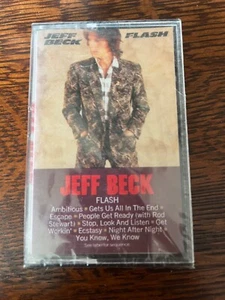 JEFF BECK FLASH
JEFF BECK
FLASH
Ambitious • Gets Us All In The End •
Escape • People Get Ready (with Rod
Stewart) • Stop, Look And Listen • Get
Workin' • Ecstasy • Night After Night •
You Know, We Know